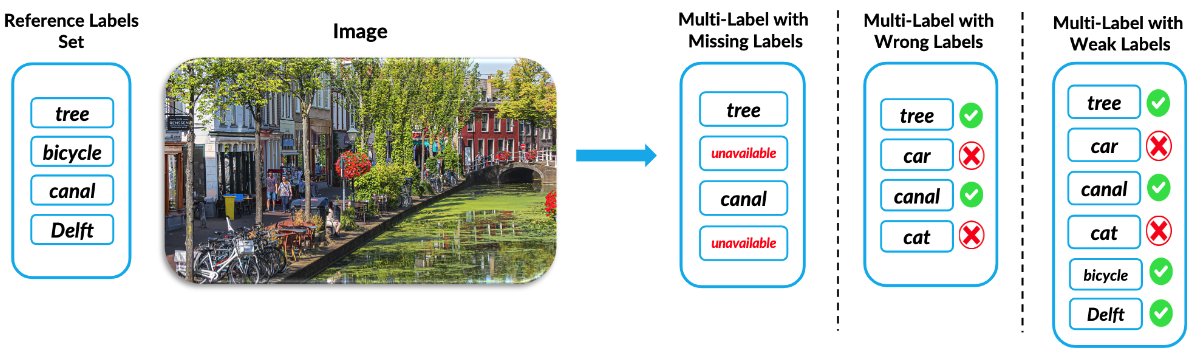 Reference Labels
Set
tree
bicycle
canal
Delft
Image
Multi-Label with
Missing Labels
tree
unavailable
canal
unavailable
Multi-Label with
Wrong Labels
tree
car
canal
cat
Multi-Label with
Weak Labels
tree
car
canal
cat
bicycle
Delft